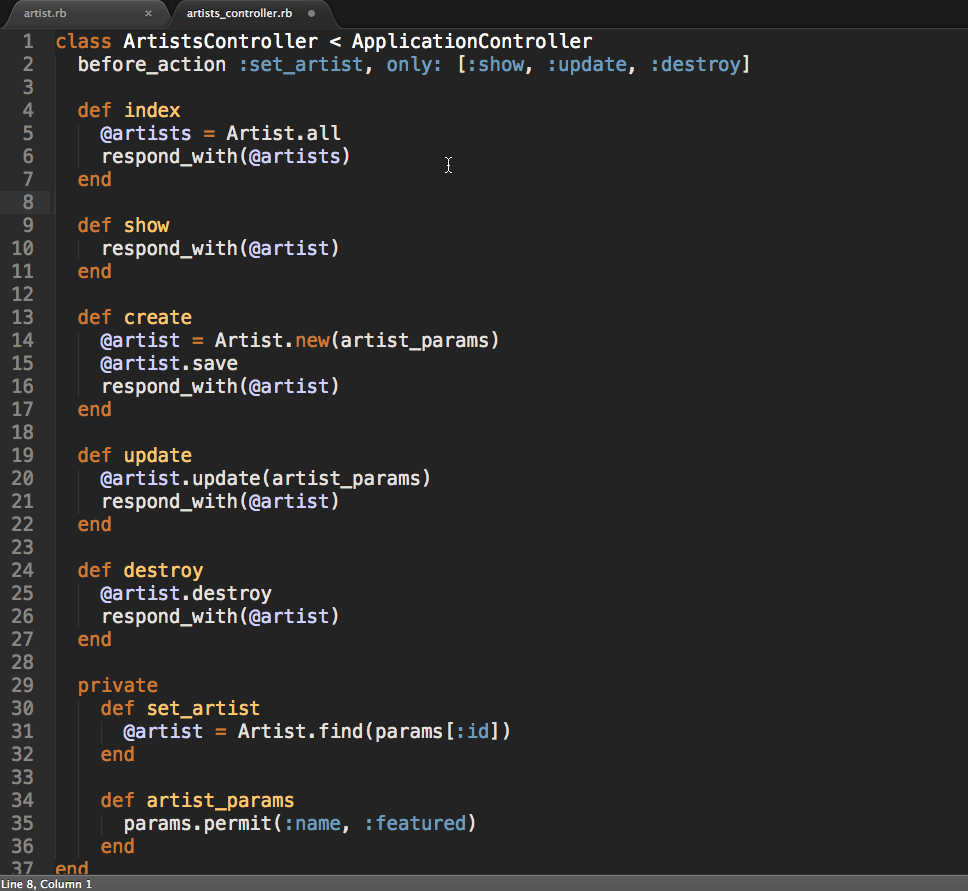 artist.rb × artists_controller.rb
1 class ArtistsController < ApplicationController
2   before_action :set_artist, only: [:show, :update, :destroy]
3
4   def index
5     @artists = Artist.all
6     respond_with(@artists)
7   end
8
9   def show
10     respond_with(@artist)
11   end
12
13   def create
14     @artist = Artist.new(artist_params)
15     @artist.save
16     respond_with(@artist)
17   end
18
19   def update
20     @artist.update(artist_params)
21     respond_with(@artist)
22   end
23
24   def destroy
25     @artist.destroy
26     respond_with(@artist)
27   end
28
29   private
30     def set_artist
31       @artist = Artist.find(params[:id])
32     end
33
34     def artist_params
35       params.permit(:name, :featured)
36     end
37 end
Line 8, Column 1